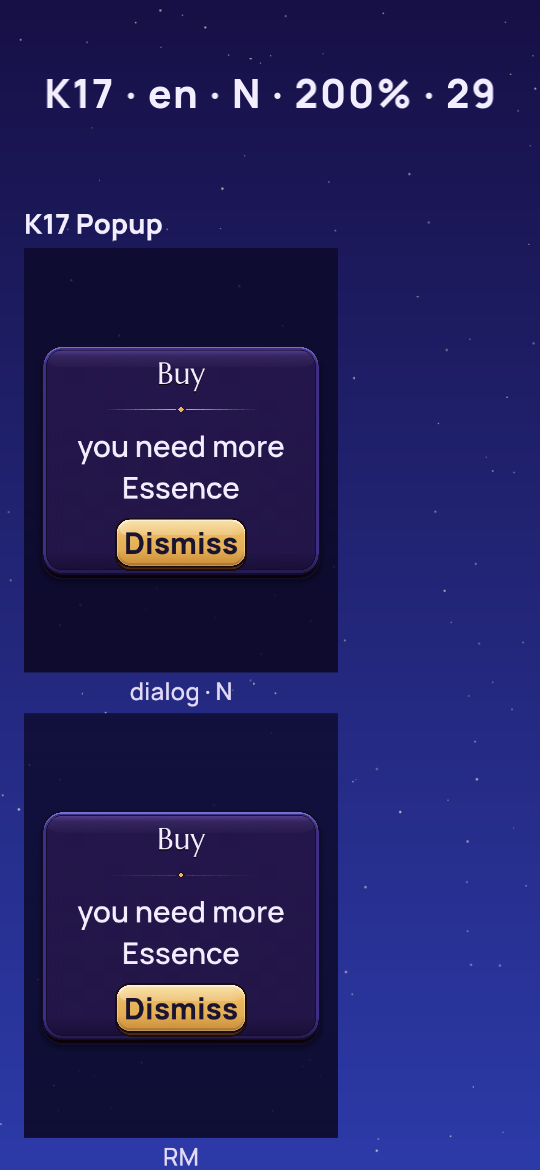 K17 · en · N · 200% · 29
K17 Popup
Buy
you need more
Essence
Dismiss
dialog · N
Buy
you need more
Essence
Dismiss
RM